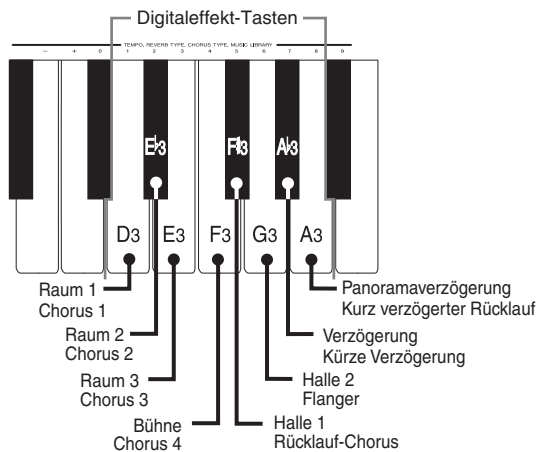 Digitaleffekt-Tasten
TEMPO, REVERB TYPE, CHORUS TYPE, MUSIC LIBRARY
– + 0 1 2 3 4 5 6 7 8 9
E♭3 F♯3 A♭3
D3 E3 F3 G3 A3
Raum 1
Chorus 1
Raum 2
Chorus 2
Raum 3
Chorus 3
Bühne
Chorus 4
Panoramaverzögerung
Kurz verzögerter Rücklauf
Verzögerung
Kürze Verzögerung
Halle 2
Flanger
Halle 1
Rücklauf-Chorus